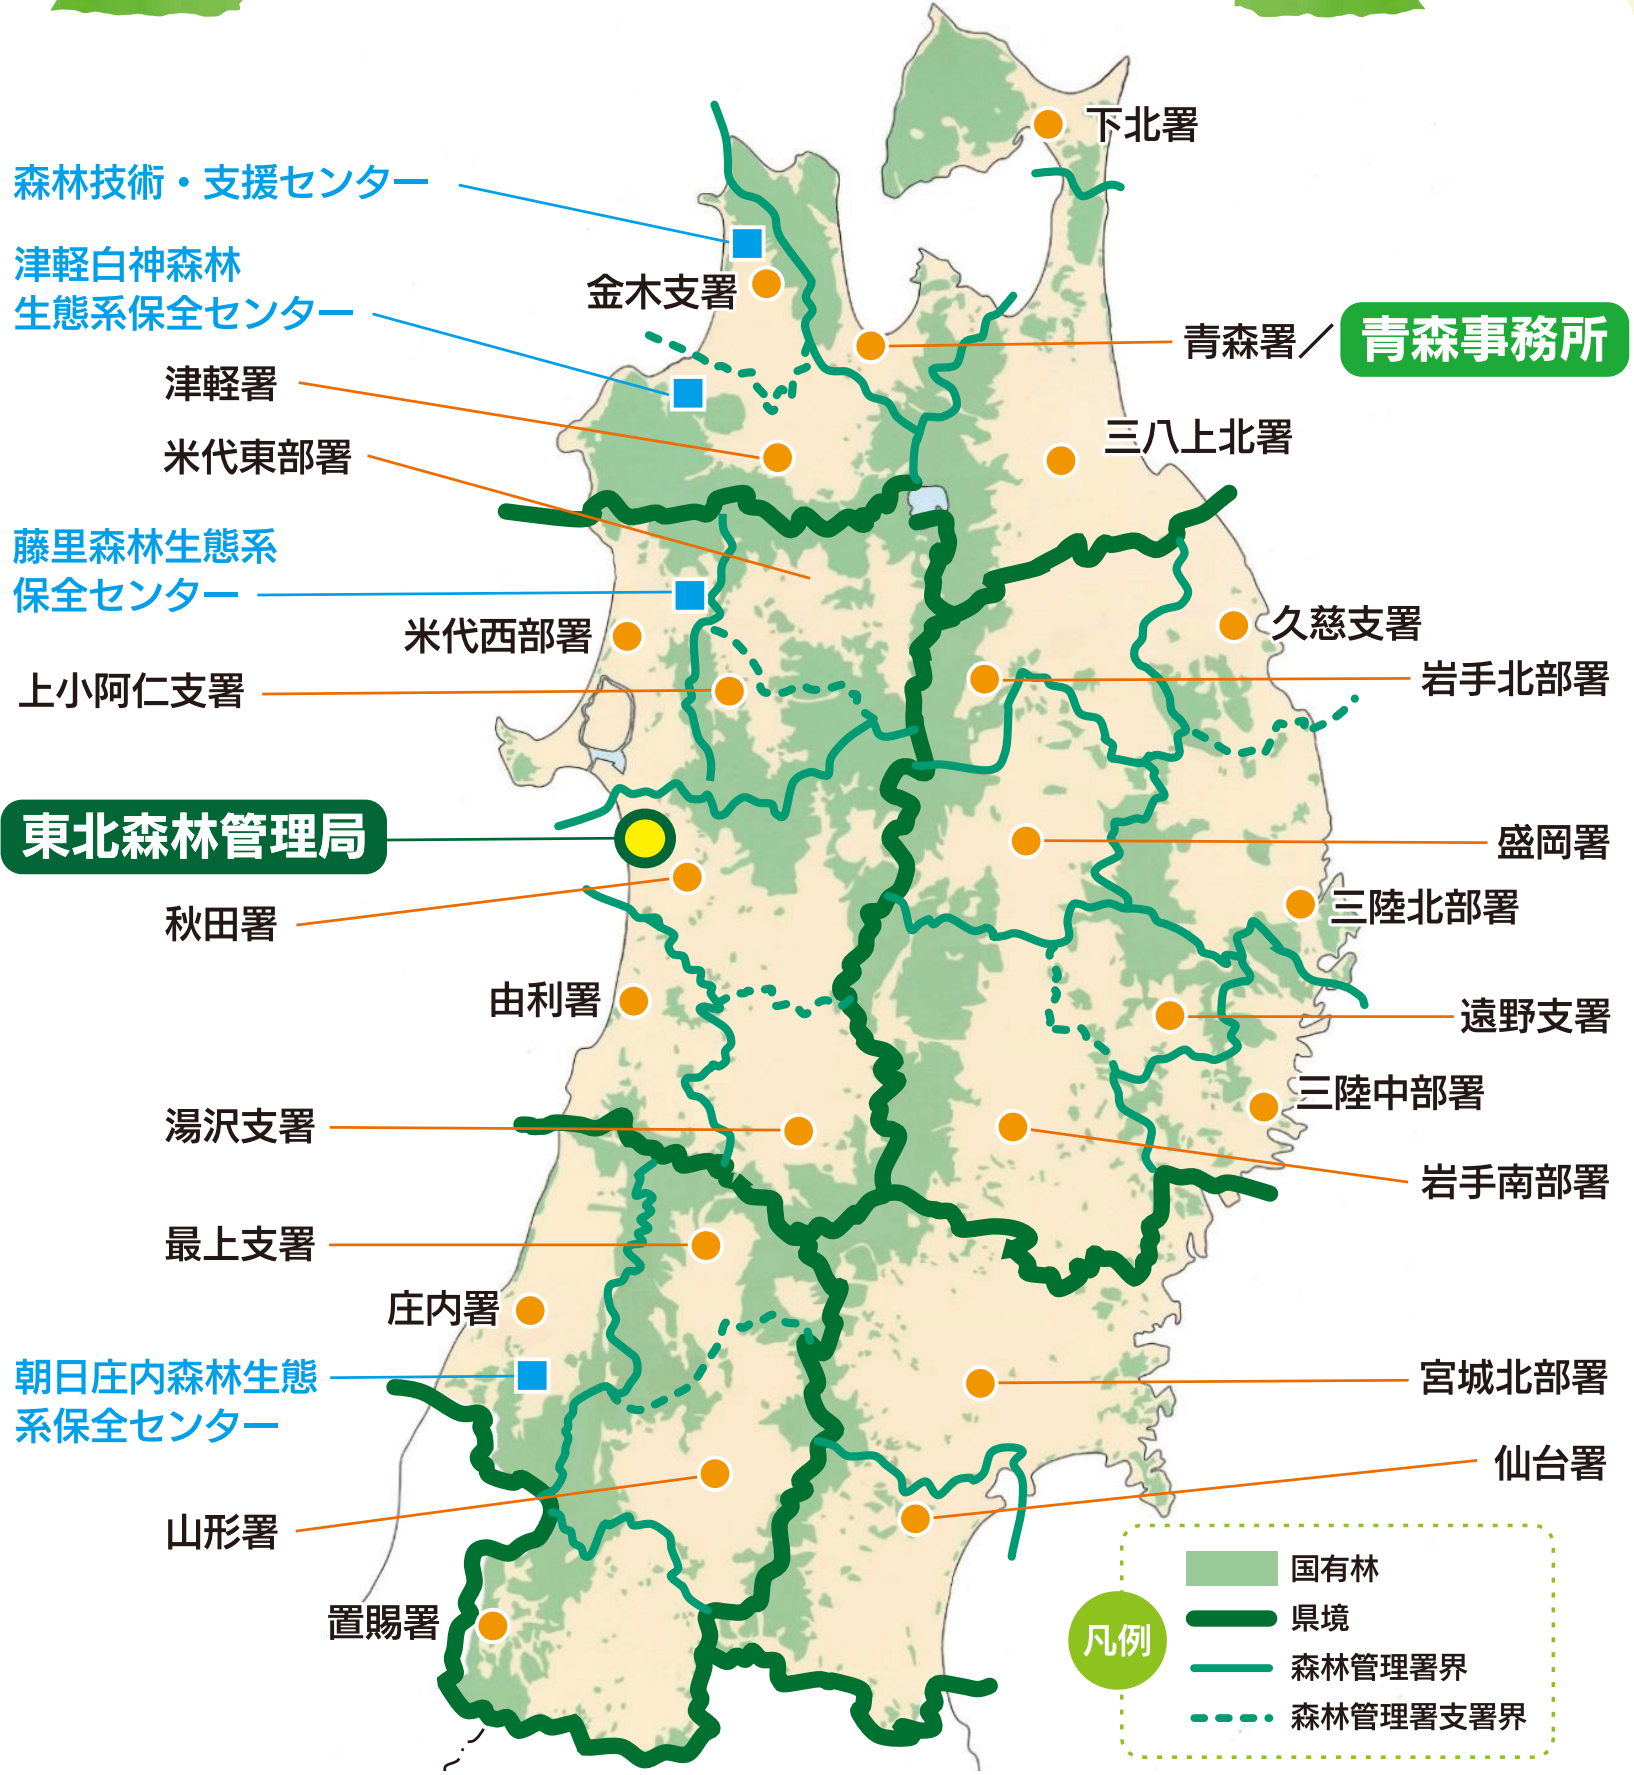 下北署
森林技術・支援センター
津軽白神森林
生態系保全センター
金木支署
青森署／青森事務所
津軽署
三八上北署
米代東部署
藤里森林生態系
保全センター
米代西部署
久慈支署
上小阿仁支署
岩手北部署
東北森林管理局
盛岡署
秋田署
三陸北部署
由利署
遠野支署
湯沢支署
三陸中部署
岩手南部署
最上支署
庄内署
朝日庄内森林生態
系保全センター
宮城北部署
仙台署
山形署
置賜署
凡例
国有林
県境
森林管理署界
森林管理署支署界